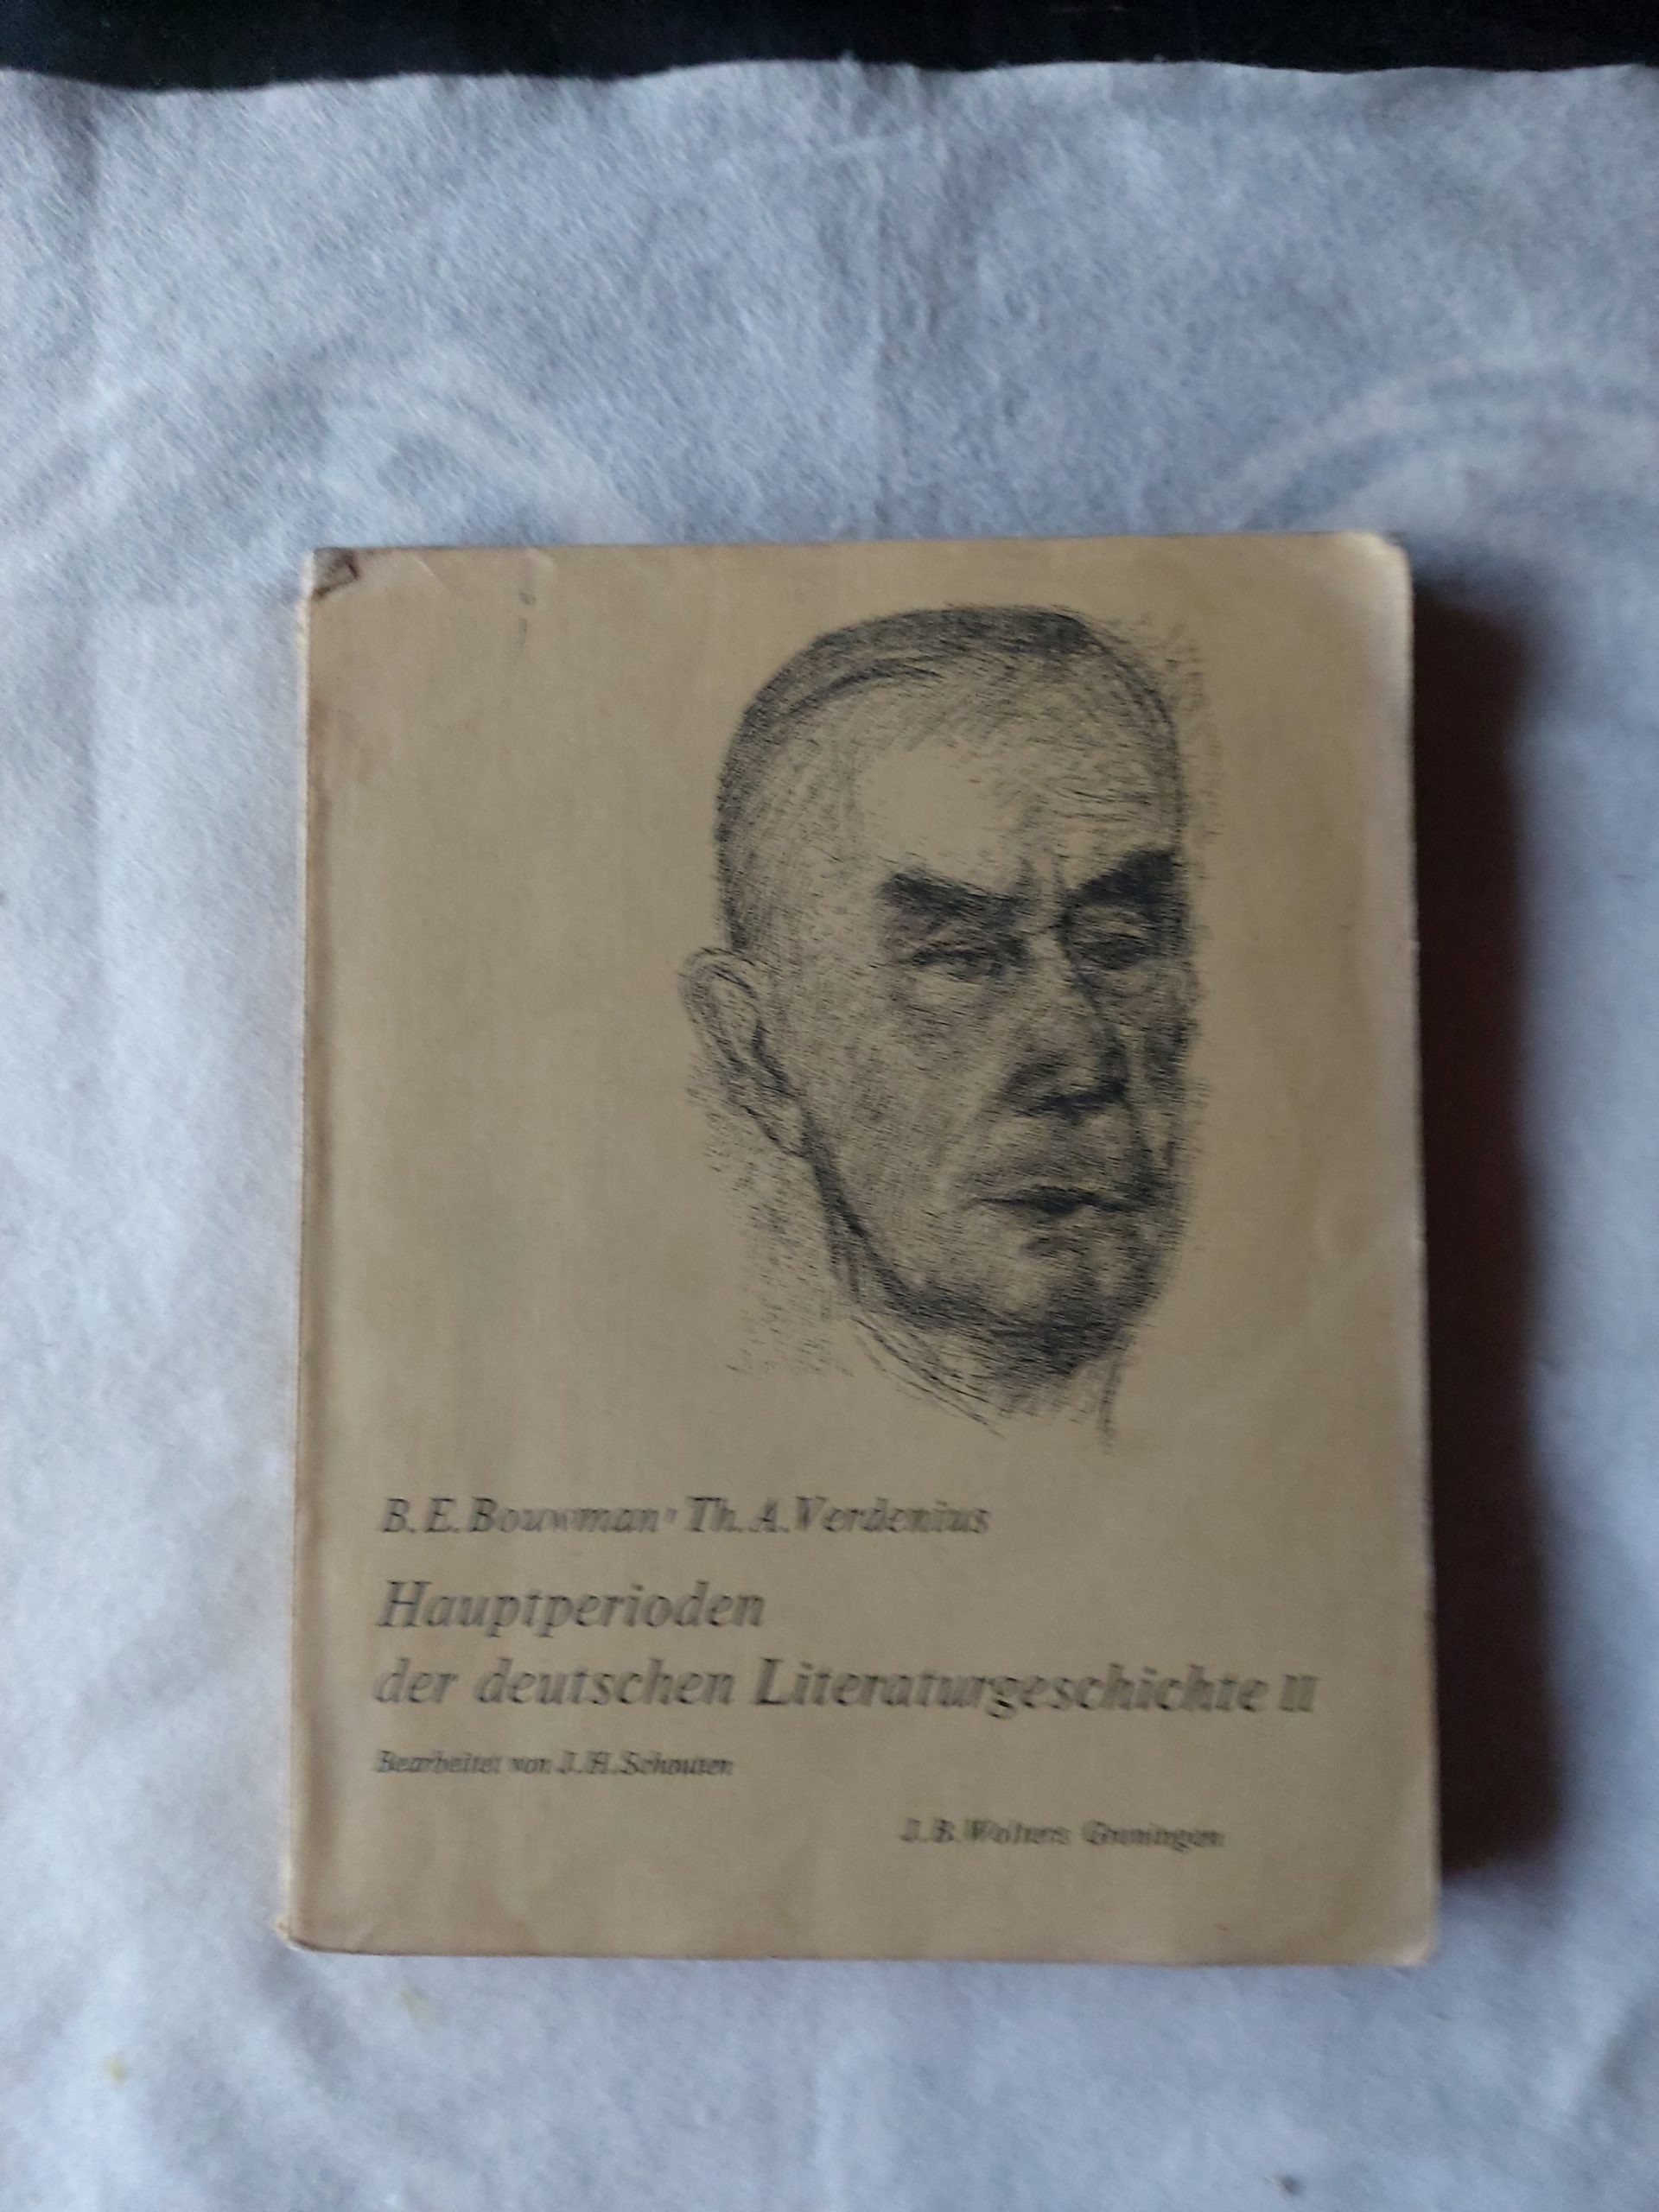 B. E. Bouwman · Th. A. Verdenius
Hauptperioden
der deutschen Literaturgeschichte II
Bearbeitet von J. H. Schouten
J. B. Wolters Groningen